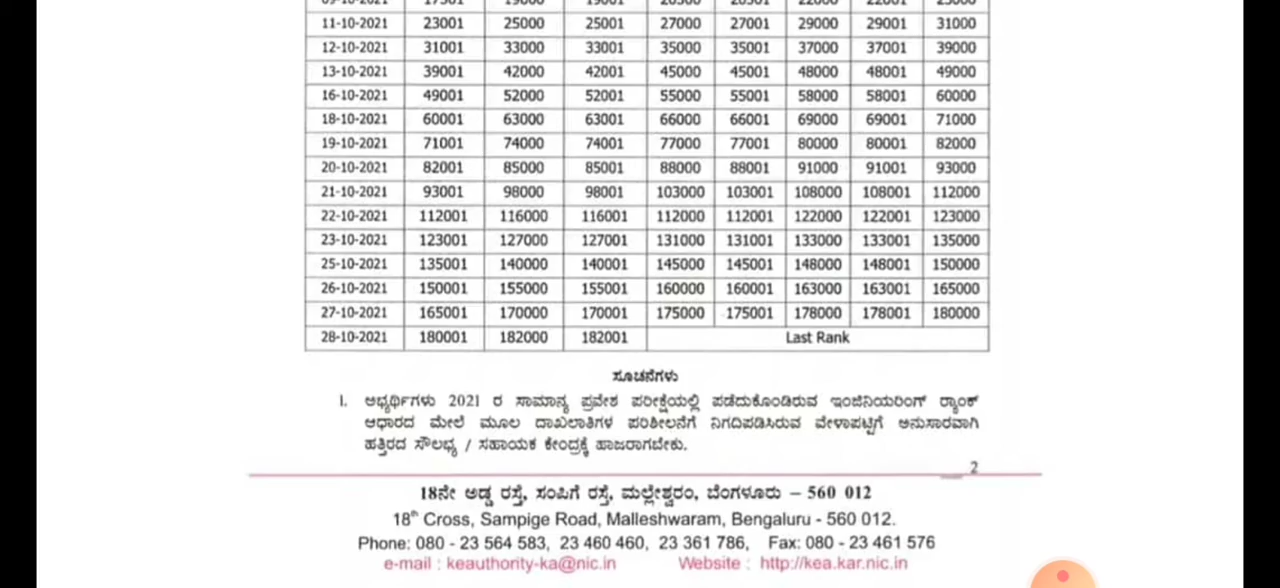 11-10-2021 23001 25000 25001 27000 27001 29000 29001 31000
12-10-2021 31001 33000 33001 35000 35001 37000 37001 39000
13-10-2021 39001 42000 42001 45000 45001 48000 48001 49000
16-10-2021 49001 52000 52001 55000 55001 58000 58001 60000
18-10-2021 60001 63000 63001 66000 66001 69000 69001 71000
19-10-2021 71001 74000 74001 77000 77001 80000 80001 82000
20-10-2021 82001 85000 85001 88000 88001 91000 91001 93000
21-10-2021 93001 98000 98001 103000 103001 108000 108001 112000
22-10-2021 112001 116000 116001 112000 112001 122000 122001 123000
23-10-2021 123001 127000 127001 131000 131001 133000 133001 135000
25-10-2021 135001 140000 140001 145000 145001 148000 148001 150000
26-10-2021 150001 155000 155001 160000 160001 163000 163001 165000
27-10-2021 165001 170000 170001 175000 175001 178000 178001 180000
28-10-2021 180001 182000 182001 Last Rank
ಸೂಚನೆಗಳು
1. ಅಭ್ಯರ್ಥಿಗಳು 2021 ರ ಸಾಮಾನ್ಯ ಪ್ರವೇಶ ಪರೀಕ್ಷೆಯಲ್ಲಿ ಪಡೆದುಕೊಂಡಿರುವ ಇಂಜಿನಿಯರಿಂಗ್ ರ‍್ಯಾಂಕ್
ಆಧಾರದ ಮೇಲೆ ಮೂಲ ದಾಖಲಾತಿಗಳ ಪರಿಶೀಲನೆಗೆ ನಿಗದಿಪಡಿಸಿರುವ ವೇಳಾಪಟ್ಟಿಗೆ ಅನುಸಾರವಾಗಿ
ಹತ್ತಿರದ ಸೌಲಭ್ಯ / ಸಹಾಯಕ ಕೇಂದ್ರಕ್ಕೆ ಹಾಜರಾಗಬೇಕು.
2
18ನೇ ಅಡ್ಡ ರಸ್ತೆ, ಸಂಪಿಗೆ ರಸ್ತೆ, ಮಲ್ಲೇಶ್ವರಂ, ಬೆಂಗಳೂರು – 560 012
18th Cross, Sampige Road, Malleshwaram, Bengaluru - 560 012.
Phone: 080 - 23 564 583, 23 460 460, 23 361 786, Fax: 080 - 23 461 576
e-mail : keauthority-ka@nic.in Website : http://kea.kar.nic.in